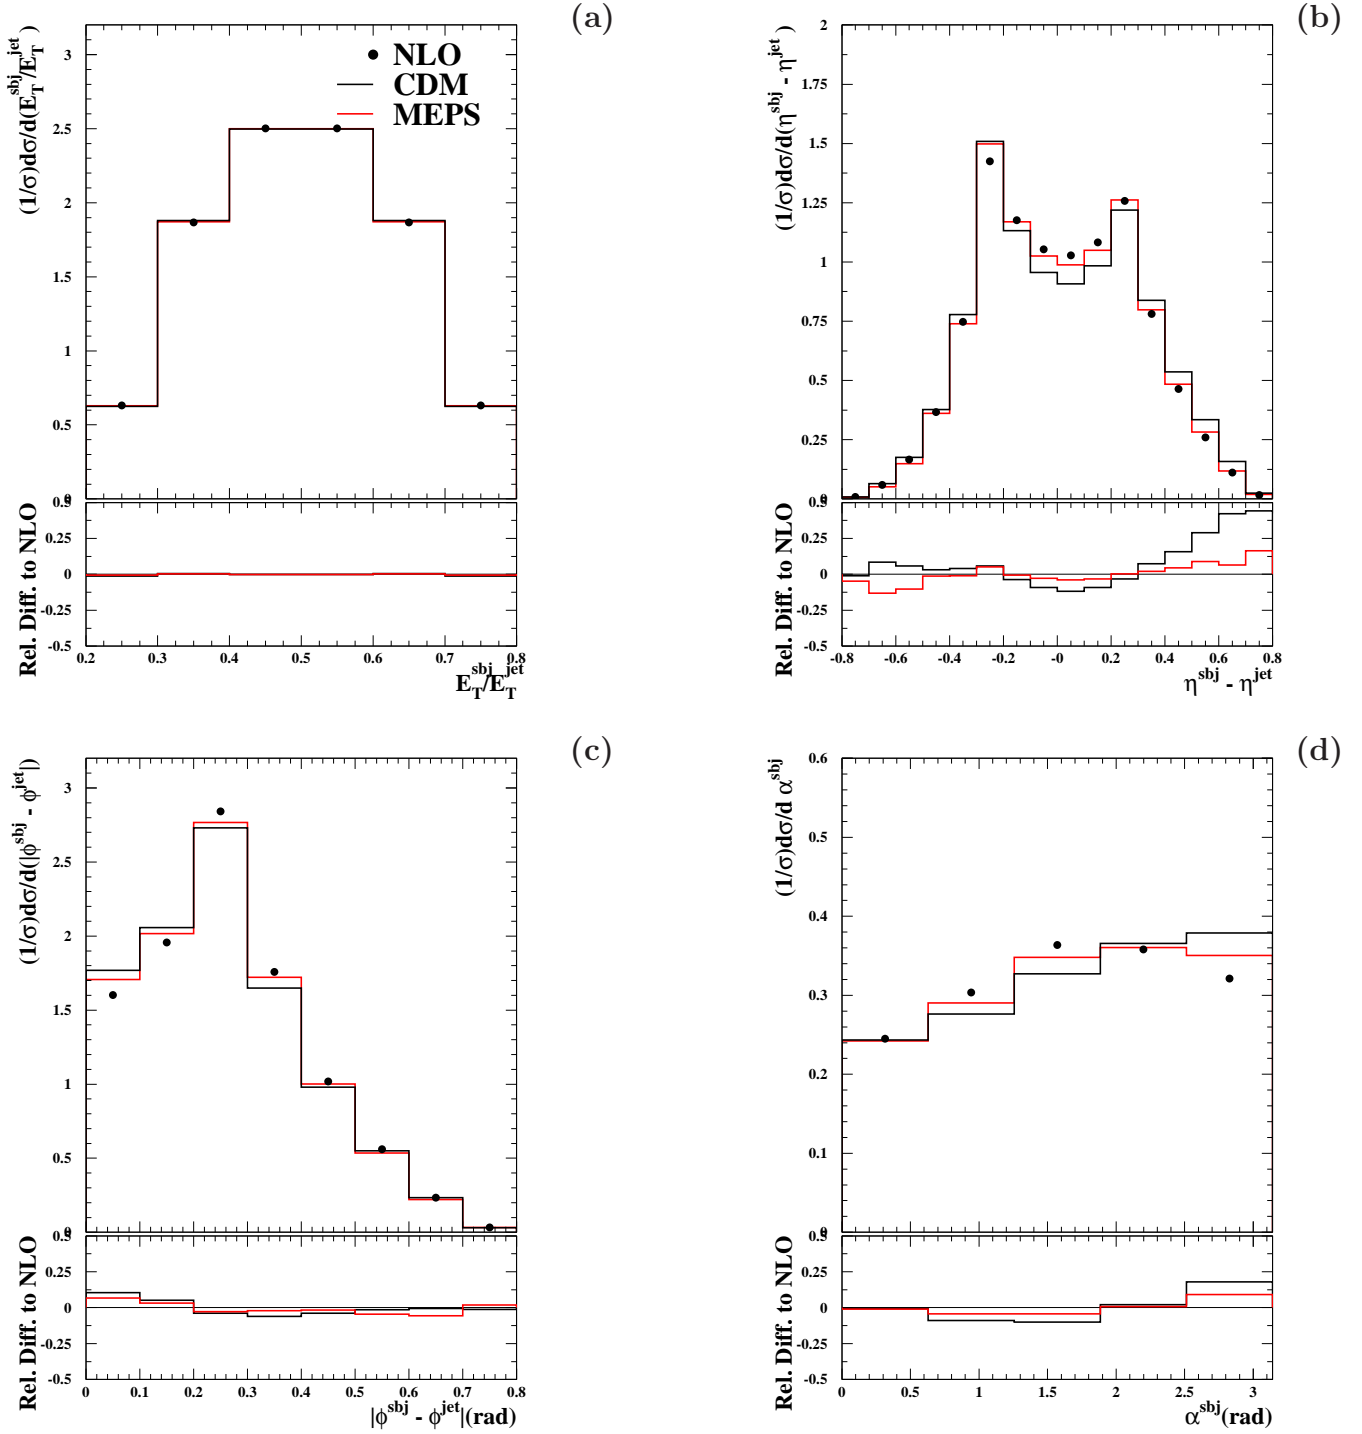 (a)
(1/σ)dσ/d(E_T^sbj/E_T^jet)
NLO
CDM
MEPS
3
2.5
2
1.5
1
0.5
0
Rel. Diff. to NLO
0.5
0.25
0
-0.25
-0.5
0.2 0.3 0.4 0.5 0.6 0.7 0.8
E_T^sbj/E_T^jet
(b)
(1/σ)dσ/d(η^sbj - η^jet)
2
1.75
1.5
1.25
1
0.75
0.5
0.25
0
Rel. Diff. to NLO
0.5
0.25
0
-0.25
-0.5
-0.8 -0.6 -0.4 -0.2 -0 0.2 0.4 0.6 0.8
η^sbj - η^jet
(c)
(1/σ)dσ/d(|ϕ^sbj - ϕ^jet|)
3
2.5
2
1.5
1
0.5
0
Rel. Diff. to NLO
0.5
0.25
0
-0.25
-0.5
0 0.1 0.2 0.3 0.4 0.5 0.6 0.7 0.8
|ϕ^sbj - ϕ^jet|(rad)
(d)
(1/σ)dσ/d α^sbj
0.6
0.5
0.4
0.3
0.2
0.1
0
Rel. Diff. to NLO
0.5
0.25
0
-0.25
-0.5
0 0.5 1 1.5 2 2.5 3
α^sbj(rad)